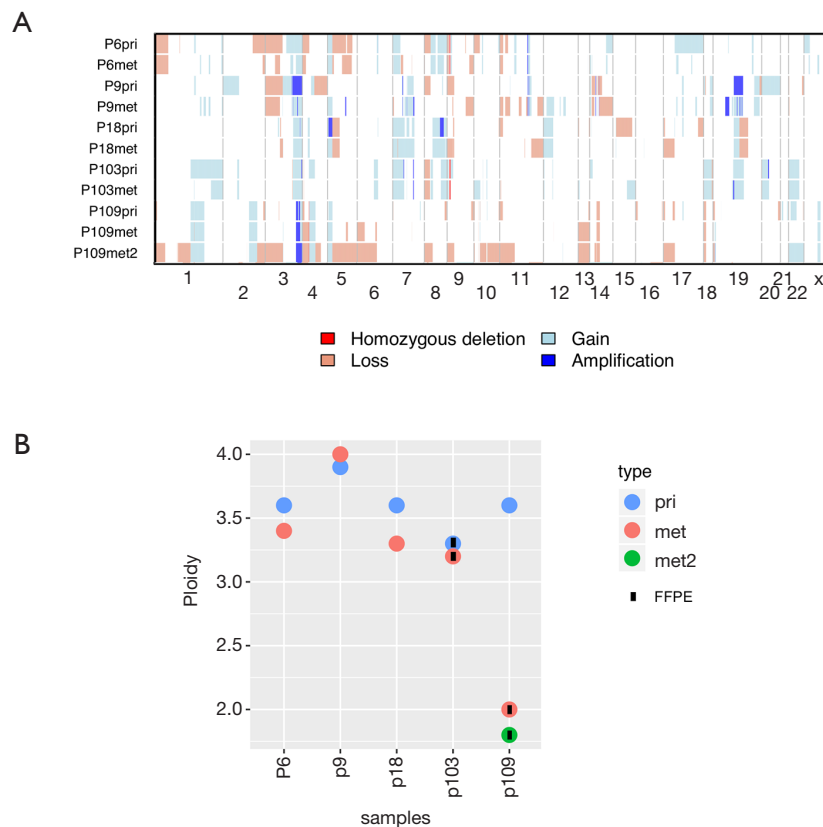 A
P6pri
P6met
P9pri
P9met
P18pri
P18met
P103pri
P103met
P109pri
P109met
P109met2
1 3 4 5 7 9 11 13 15 17 19 21 x
2 6 8 10 12 14 16 18 20 22
Homozygous deletion Gain
Loss Amplification
B
4.0
3.5
3.0
2.5
2.0
Ploidy
P6 p9 p18 p103 p109
samples
type
pri
met
met2
FFPE